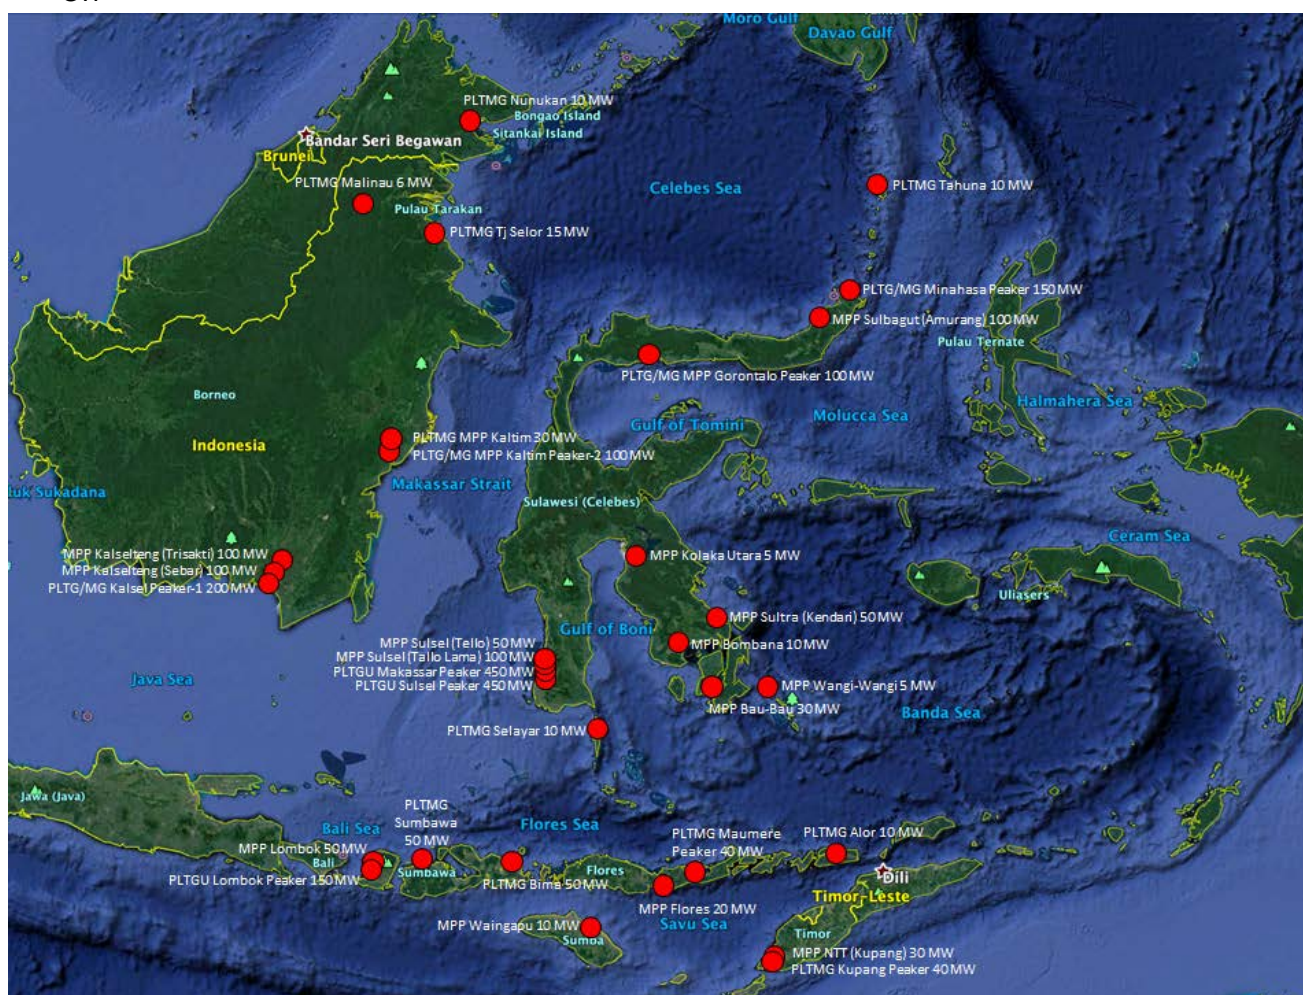 Moro Gulf
Davao Gulf
PLTMG Nunukan 10 MW
Bongao Island
Sitankai Island
Bandar Seri Begawan
Brunei
PLTMG Malinau 6 MW
Celebes Sea
PLTMG Tahuna 10 MW
Pulau Tarakan
PLTMG Tj Selor 15 MW
PLTG/MG Minahasa Peaker 150 MW
MPP Sulbagut (Amurang) 100 MW
Pulau Ternate
PLTG/MG MPP Gorontalo Peaker 100 MW
Borneo
Halmahera Sea
Molucca Sea
Gulf of Tomini
PLTMG MPP Kaltim 30 MW
Indonesia
PLTG/MG MPP Kaltim Peaker-2 100 MW
Makassar Strait
uk Sukadana
Sulawesi (Celebes)
Ceram Sea
MPP Kalselteng (Trisakti) 100 MW
MPP Kolaka Utara 5 MW
MPP Kalselteng (Sebar) 100 MW
PLTG/MG Kalsel Peaker-1 200 MW
Uliasers
MPP Sultra (Kendari) 50 MW
Gulf of Boni
MPP Sulsel (Tello) 50 MW
MPP Bombana 10 MW
MPP Sulsel (Tallo Lama) 100 MW
PLTGU Makassar Peaker 450 MW
Java Sea
PLTGU Sulsel Peaker 450 MW
MPP Wangi-Wangi 5 MW
MPP Bau-Bau 30 MW
Banda Sea
PLTMG Selayar 10 MW
Jawa (Java)
PLTMG
Sumbawa
50 MW
Bali Sea
Flores Sea
PLTMG Maumere
Peaker 40 MW
PLTMG Alor 10 MW
MPP Lombok 50 MW
Bali
Sumbawa
Flores
Dili
PLTGU Lombok Peaker 150 MW
PLTMG Bima 50 MW
Timor-Leste
MPP Flores 20 MW
MPP Waingapu 10 MW
Savu Sea
Sumba
Timor
MPP NTT (Kupang) 30 MW
PLTMG Kupang Peaker 40 MW